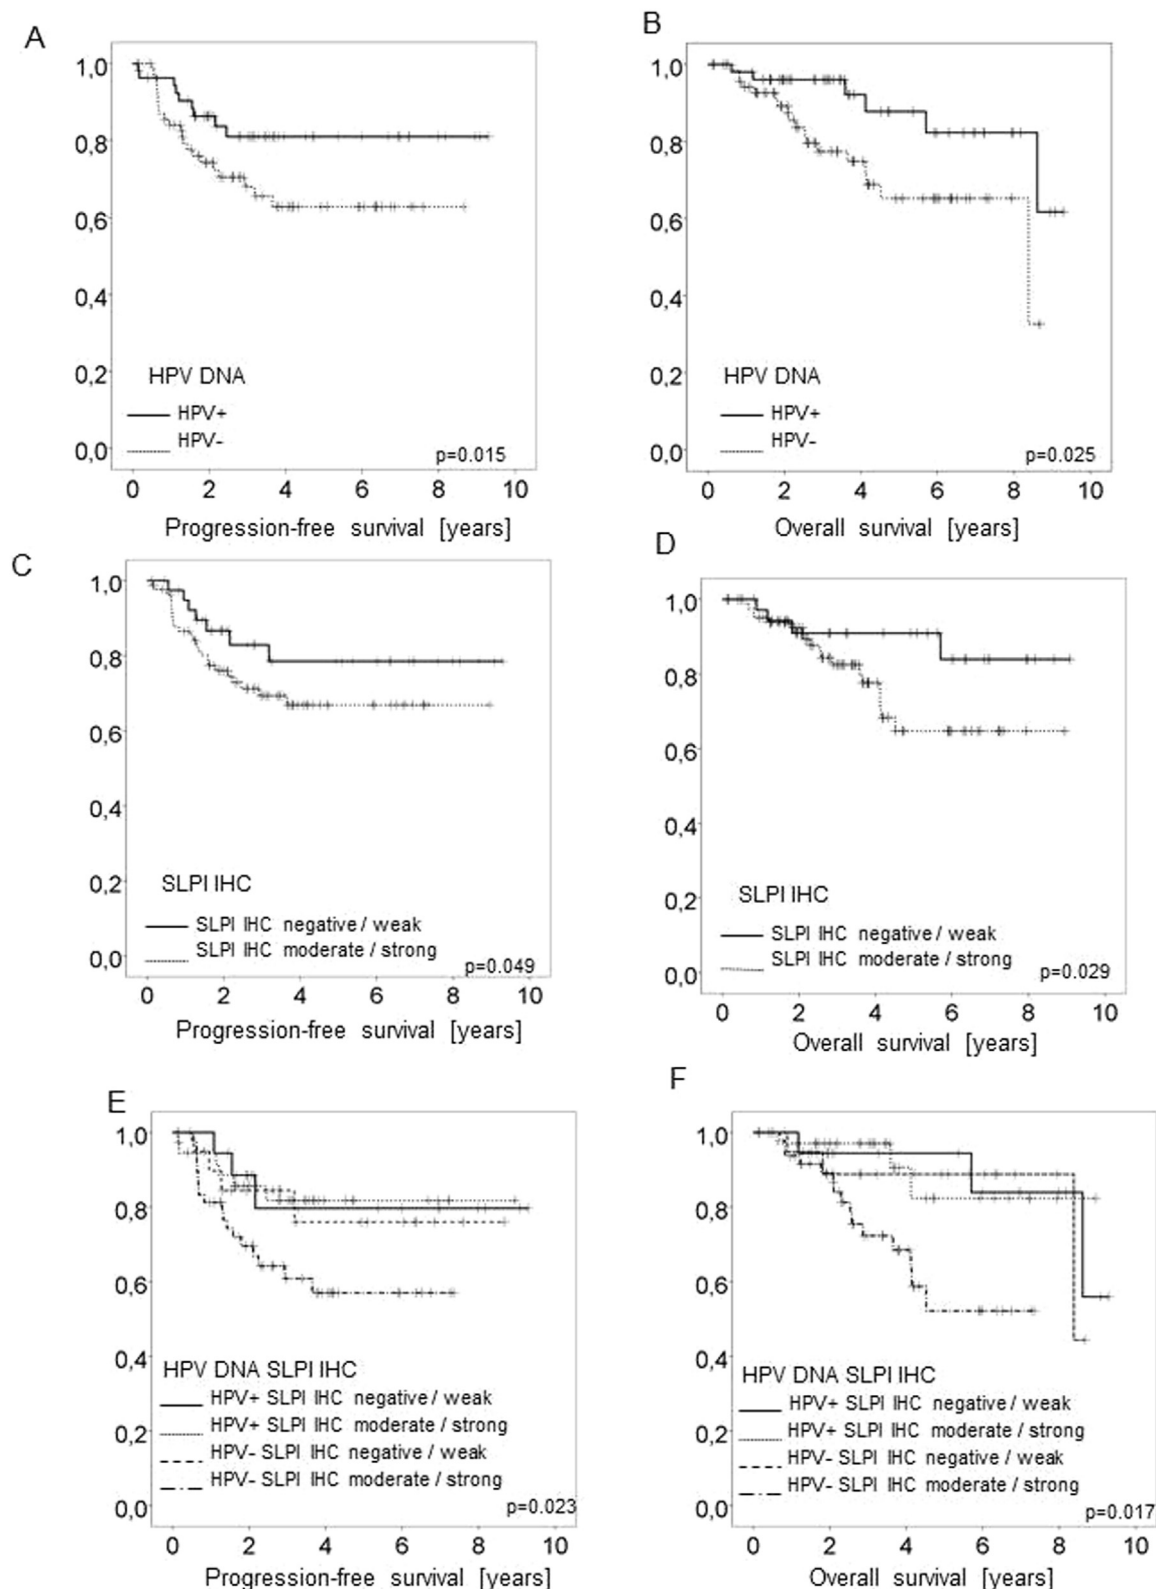 A
1,0
0,8
0,6
0,4
0,2
0,0
HPV DNA
HPV+
HPV-
p=0.015
0 2 4 6 8 10
Progression-free survival [years]
B
1,0
0,8
0,6
0,4
0,2
0,0
HPV DNA
HPV+
HPV-
p=0.025
0 2 4 6 8 10
Overall survival [years]
C
1,0
0,8
0,6
0,4
0,2
0,0
SLPI IHC
SLPI IHC negative / weak
SLPI IHC moderate / strong
p=0.049
0 2 4 6 8 10
Progression-free survival [years]
D
1,0
0,8
0,6
0,4
0,2
0,0
SLPI IHC
SLPI IHC negative / weak
SLPI IHC moderate / strong
p=0.029
0 2 4 6 8 10
Overall survival [years]
E
1,0
0,8
0,6
0,4
0,2
0,0
HPV DNA SLPI IHC
HPV+ SLPI IHC negative / weak
HPV+ SLPI IHC moderate / strong
HPV- SLPI IHC negative / weak
HPV- SLPI IHC moderate / strong
p=0.023
0 2 4 6 8 10
Progression-free survival [years]
F
1,0
0,8
0,6
0,4
0,2
0,0
HPV DNA SLPI IHC
HPV+ SLPI IHC negative / weak
HPV+ SLPI IHC moderate / strong
HPV- SLPI IHC negative / weak
HPV- SLPI IHC moderate / strong
p=0.017
0 2 4 6 8 10
Overall survival [years]